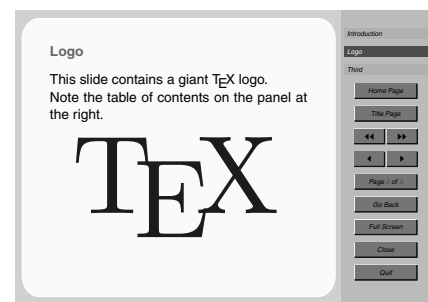 Logo
This slide contains a giant TEX logo.
Note the table of contents on the panel at
the right.
TEX
Introduction
Logo
Third
Home Page
Title Page
Page 2 of 3
Go Back
Full Screen
Close
Quit